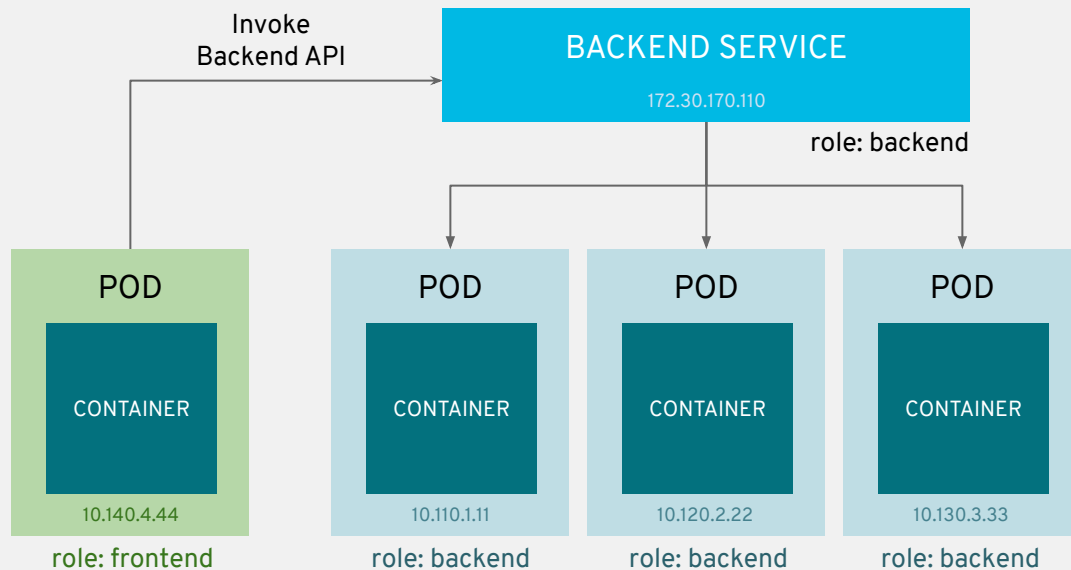 Invoke
Backend API
BACKEND SERVICE
172.30.170.110
role: backend
POD
CONTAINER
10.140.4.44
role: frontend
POD
CONTAINER
10.110.1.11
role: backend
POD
CONTAINER
10.120.2.22
role: backend
POD
CONTAINER
10.130.3.33
role: backend